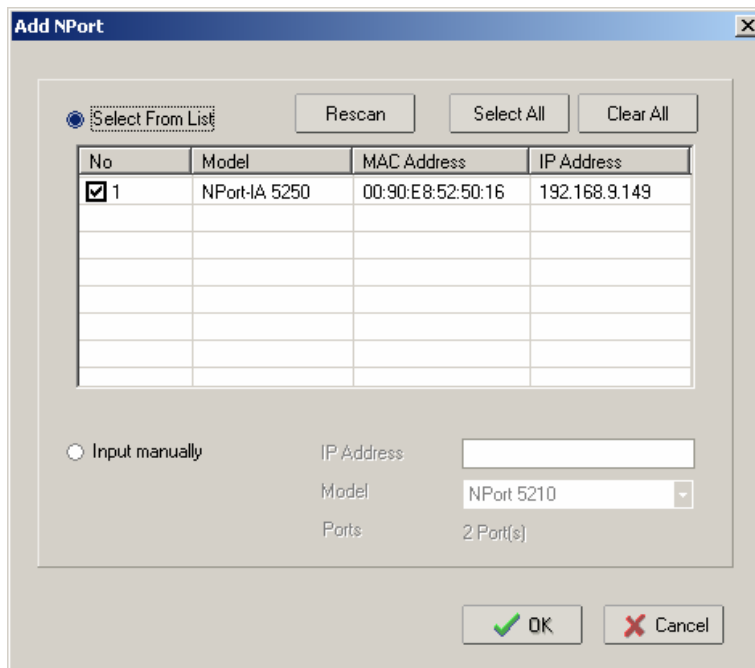 Add NPort
Select From List Rescan Select All Clear All
No Model MAC Address IP Address
1 NPort-IA 5250 00:90:E8:52:50:16 192.168.9.149
Input manually IP Address
Model NPort 5210
Ports 2 Port(s)
OK Cancel